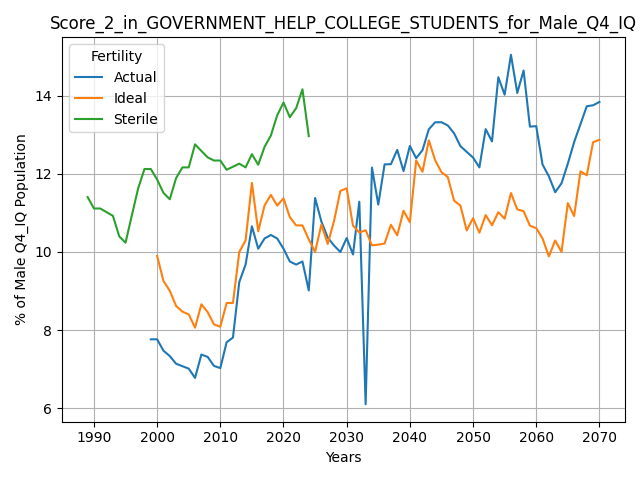 Score_2_in_GOVERNMENT_HELP_COLLEGE_STUDENTS_for_Male_Q4_IQ
Fertility
Actual
Ideal
Sterile
% of Male Q4_IQ Population
14
12
10
8
6
1990 2000 2010 2020 2030 2040 2050 2060 2070
Years